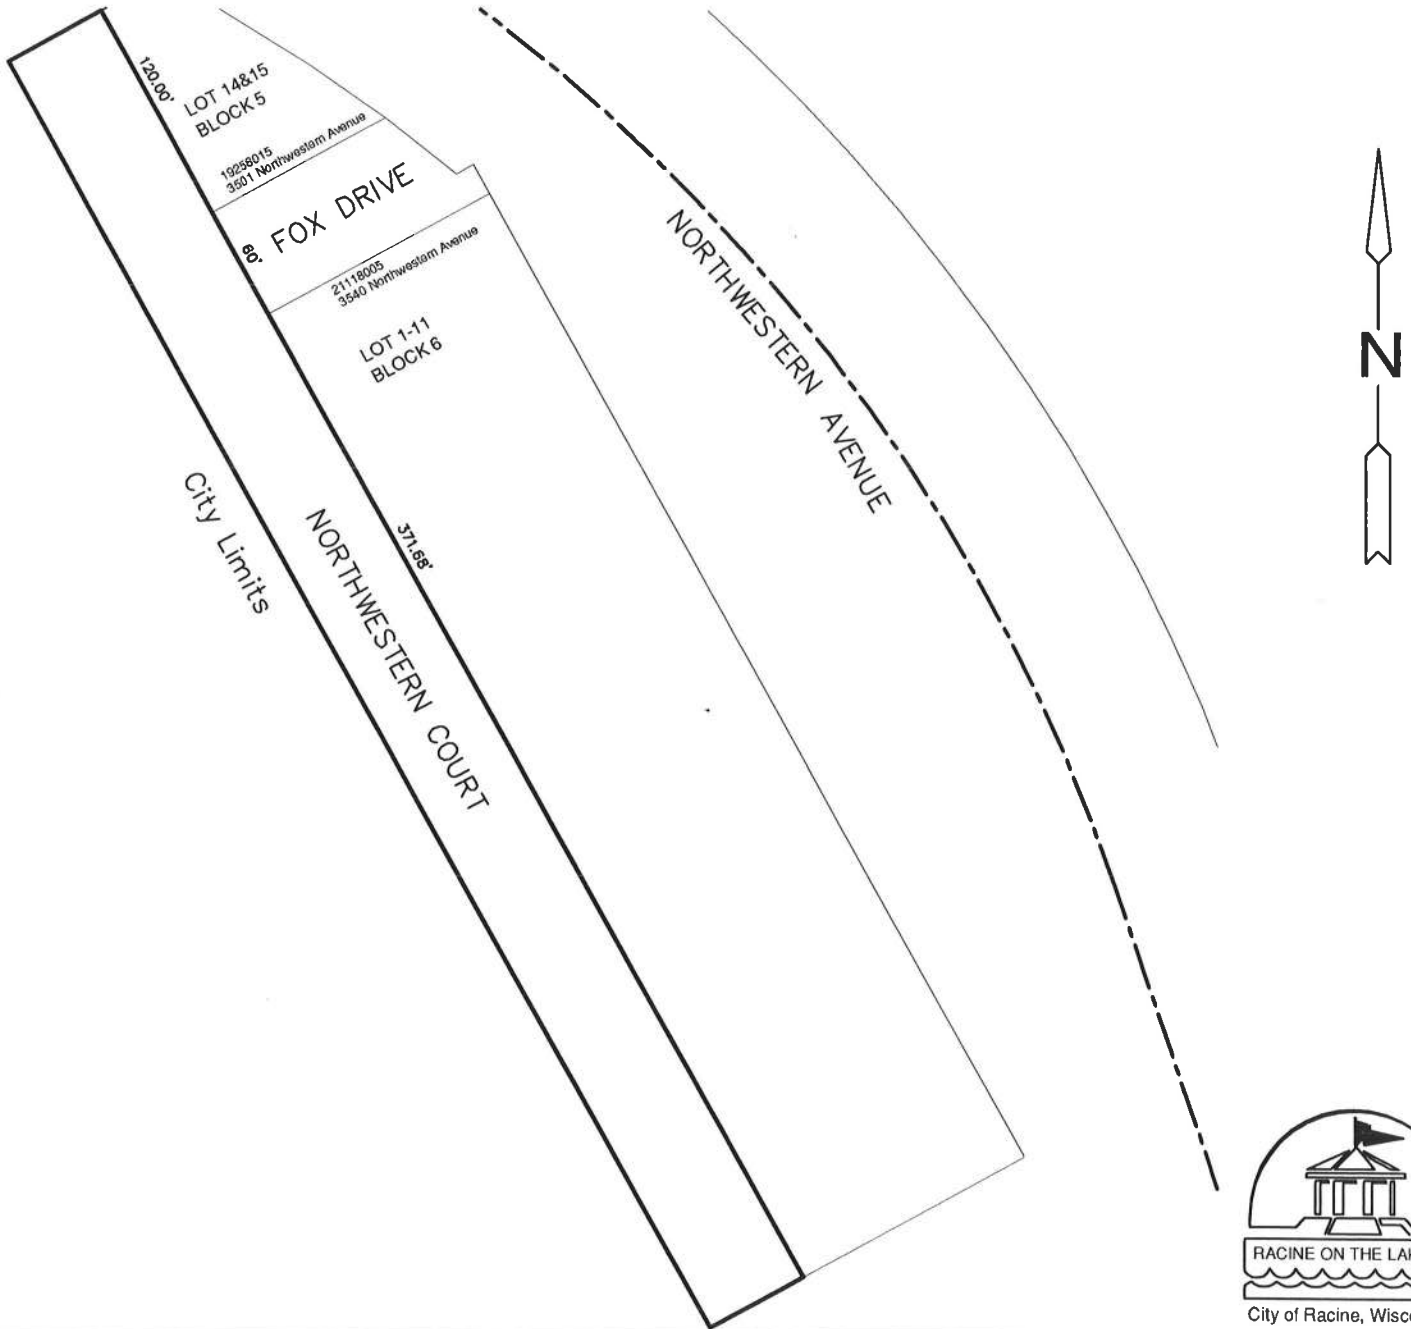 120.00'
LOT 14&15
BLOCK 5
19256015
3501 Northwestern Avenue
FOX DRIVE
60'
21118005
3540 Northwestern Avenue
LOT 1-11
BLOCK 6
NORTHWESTERN AVENUE
N
City Limits
NORTHWESTERN COURT
371.68'
RACINE ON THE LA
City of Racine, Wisc